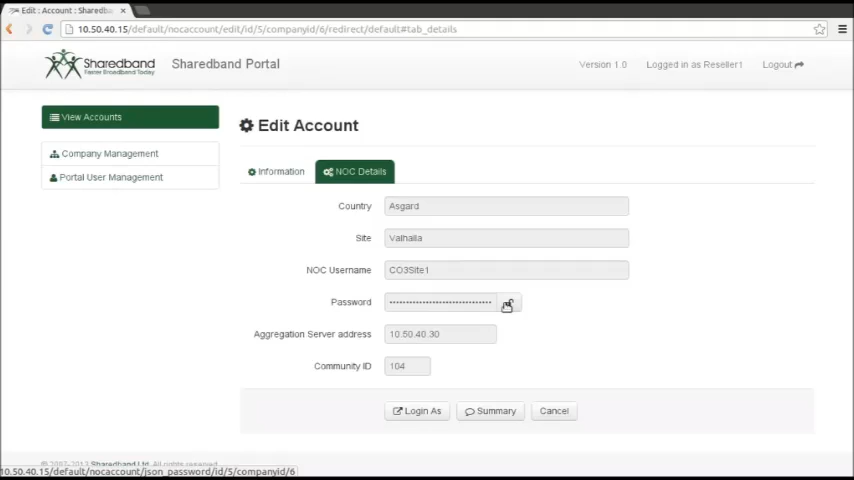 Edit : Account : Sharedba
10.50.40.15/default/nocaccount/edit/id/5/companyid/6/redirect/default#tab_details
Sharedband
Faster Broadband Today
Sharedband Portal
Version 1.0
Logged in as Reseller1
Logout
View Accounts
Company Management
Portal User Management
Edit Account
Information
NOC Details
Country
Asgard
Site
Valhalla
NOC Username
CO3Site1
Password
Aggregation Server address
10.50.40.30
Community ID
104
Login As
Summary
Cancel
© 2007-2013 Sharedband Ltd. All rights reserved.
10.50.40.15/default/nocaccount/json_password/id/5/companyid/6